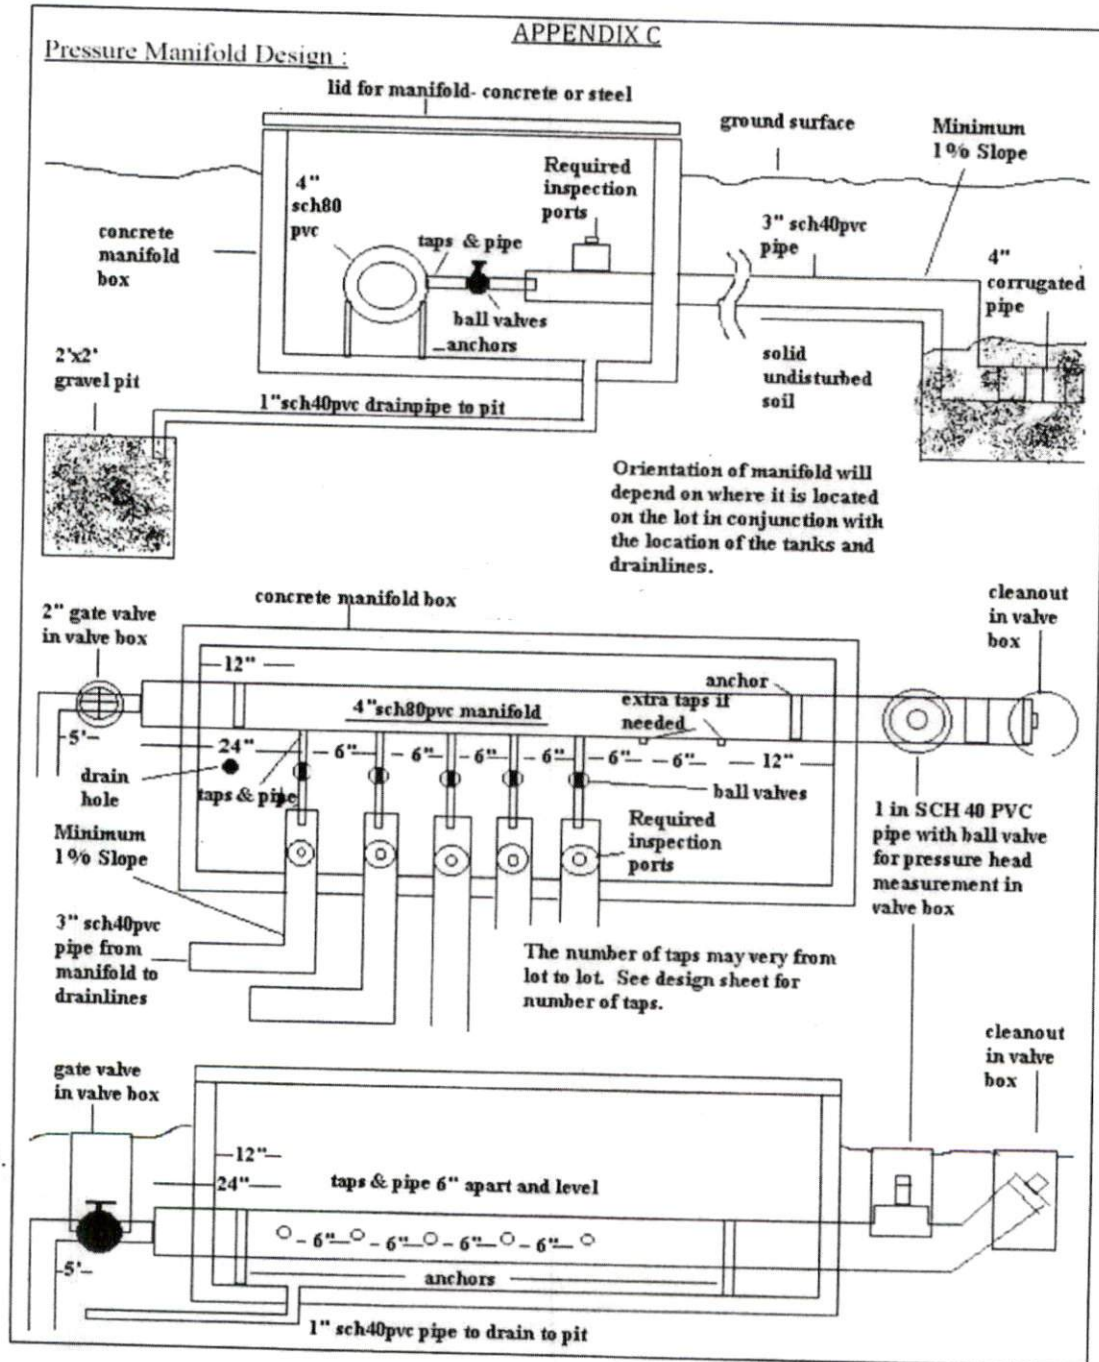 APPENDIX C
Pressure Manifold Design :
lid for manifold- concrete or steel
ground surface
Minimum
1% Slope
4"
sch80
pvc
Required
inspection
ports
concrete
manifold
box
taps & pipe
3" sch40pvc
pipe
4"
corrugated
pipe
ball valves
anchors
2'x2'
gravel pit
solid
undisturbed
soil
1"sch40pvc drainpipe to pit
Orientation of manifold will
depend on where it is located
on the lot in conjunction with
the location of the tanks and
drainlines.
2" gate valve
in valve box
concrete manifold box
cleanout
in valve
box
12"
anchor
4"sch80pvc manifold
extra taps if
needed
5'
24"
6"
6"
6"
6"
6"
6"
12"
drain
hole
taps & pipe
ball valves
Minimum
1% Slope
Required
inspection
ports
1 in SCH 40 PVC
pipe with ball valve
for pressure head
measurement in
valve box
3" sch40pvc
pipe from
manifold to
drainlines
The number of taps may very from
lot to lot. See design sheet for
number of taps.
gate valve
in valve box
cleanout
in valve
box
12"
24"
taps & pipe 6" apart and level
6"
6"
6"
6"
5'
anchors
1" sch40pvc pipe to drain to pit